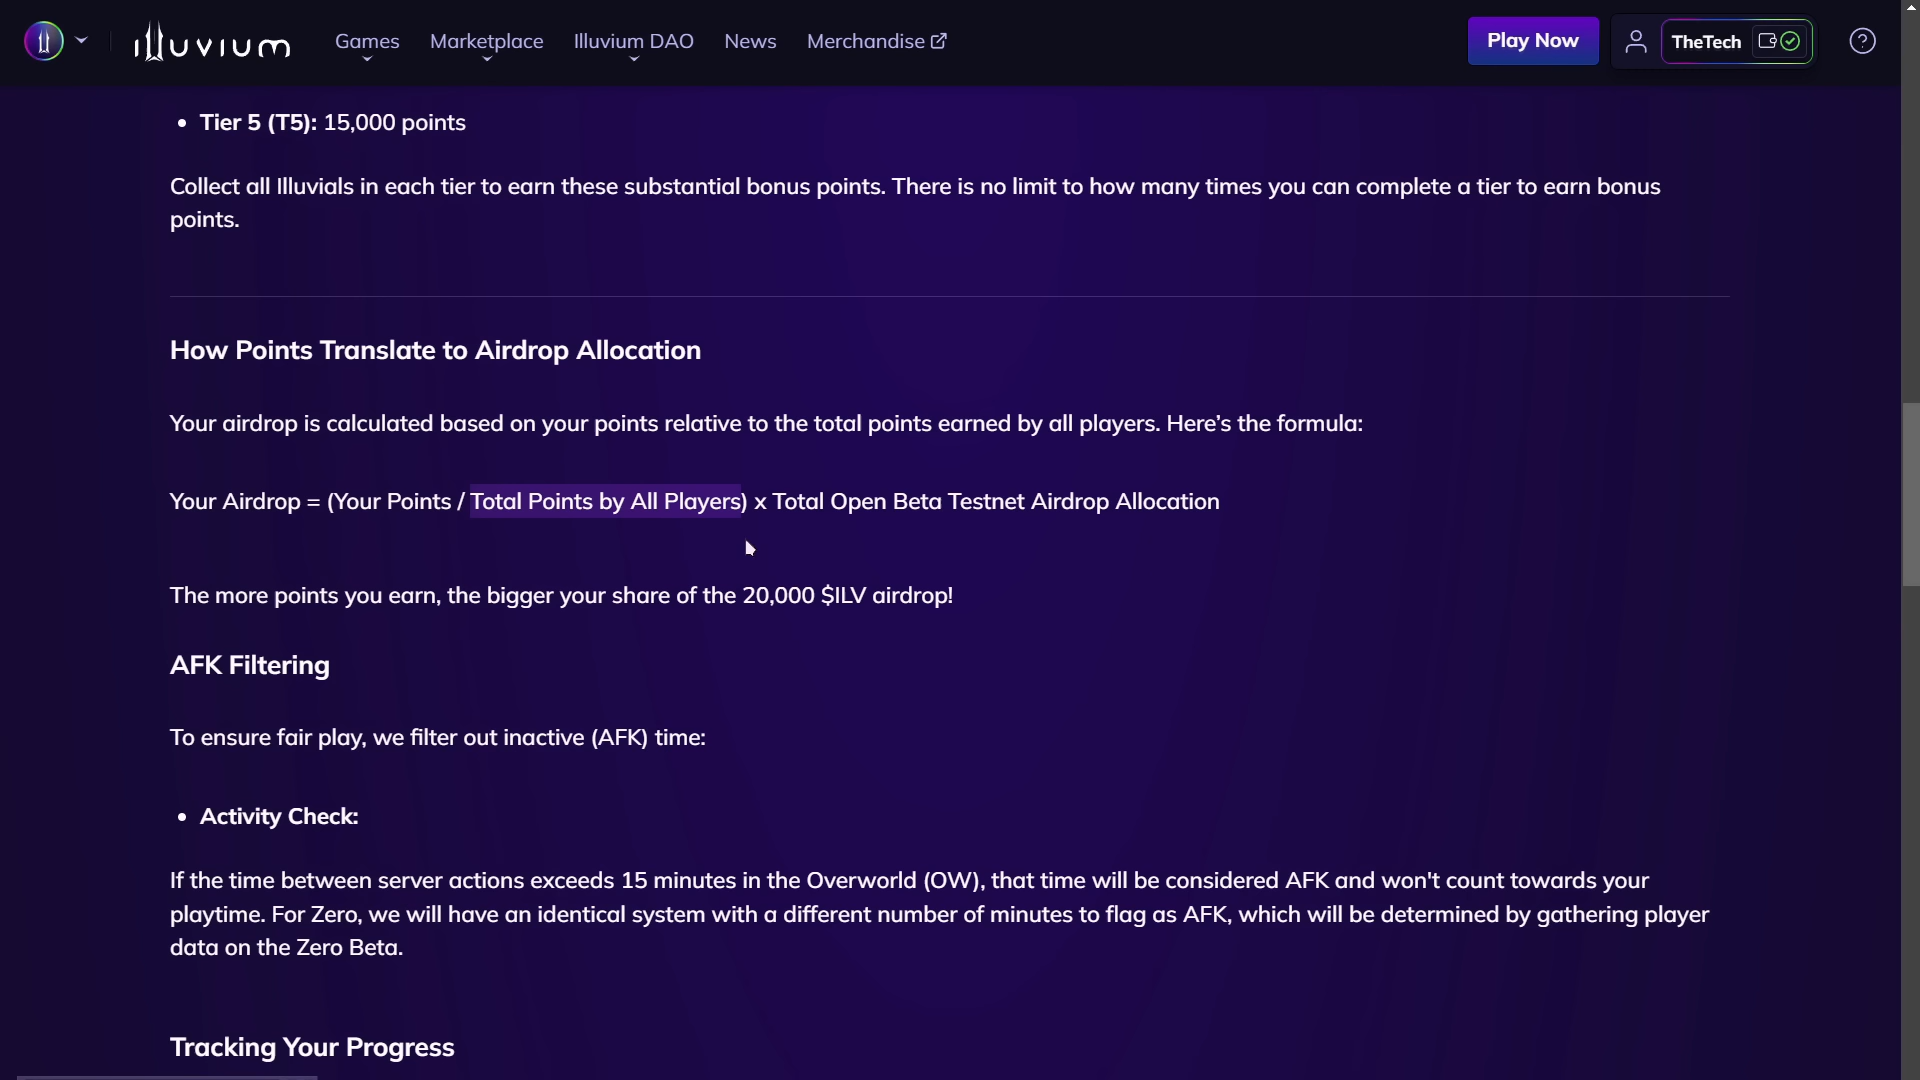 illuvium
Games
Marketplace
Illuvium DAO
News
Merchandise
Play Now
TheTech
?
• Tier 5 (T5): 15,000 points
Collect all Illuvials in each tier to earn these substantial bonus points. There is no limit to how many times you can complete a tier to earn bonus
points.
How Points Translate to Airdrop Allocation
Your airdrop is calculated based on your points relative to the total points earned by all players. Here’s the formula:
Your Airdrop = (Your Points / Total Points by All Players) x Total Open Beta Testnet Airdrop Allocation
The more points you earn, the bigger your share of the 20,000 $ILV airdrop!
AFK Filtering
To ensure fair play, we filter out inactive (AFK) time:
• Activity Check:
If the time between server actions exceeds 15 minutes in the Overworld (OW), that time will be considered AFK and won't count towards your
playtime. For Zero, we will have an identical system with a different number of minutes to flag as AFK, which will be determined by gathering player
data on the Zero Beta.
Tracking Your Progress